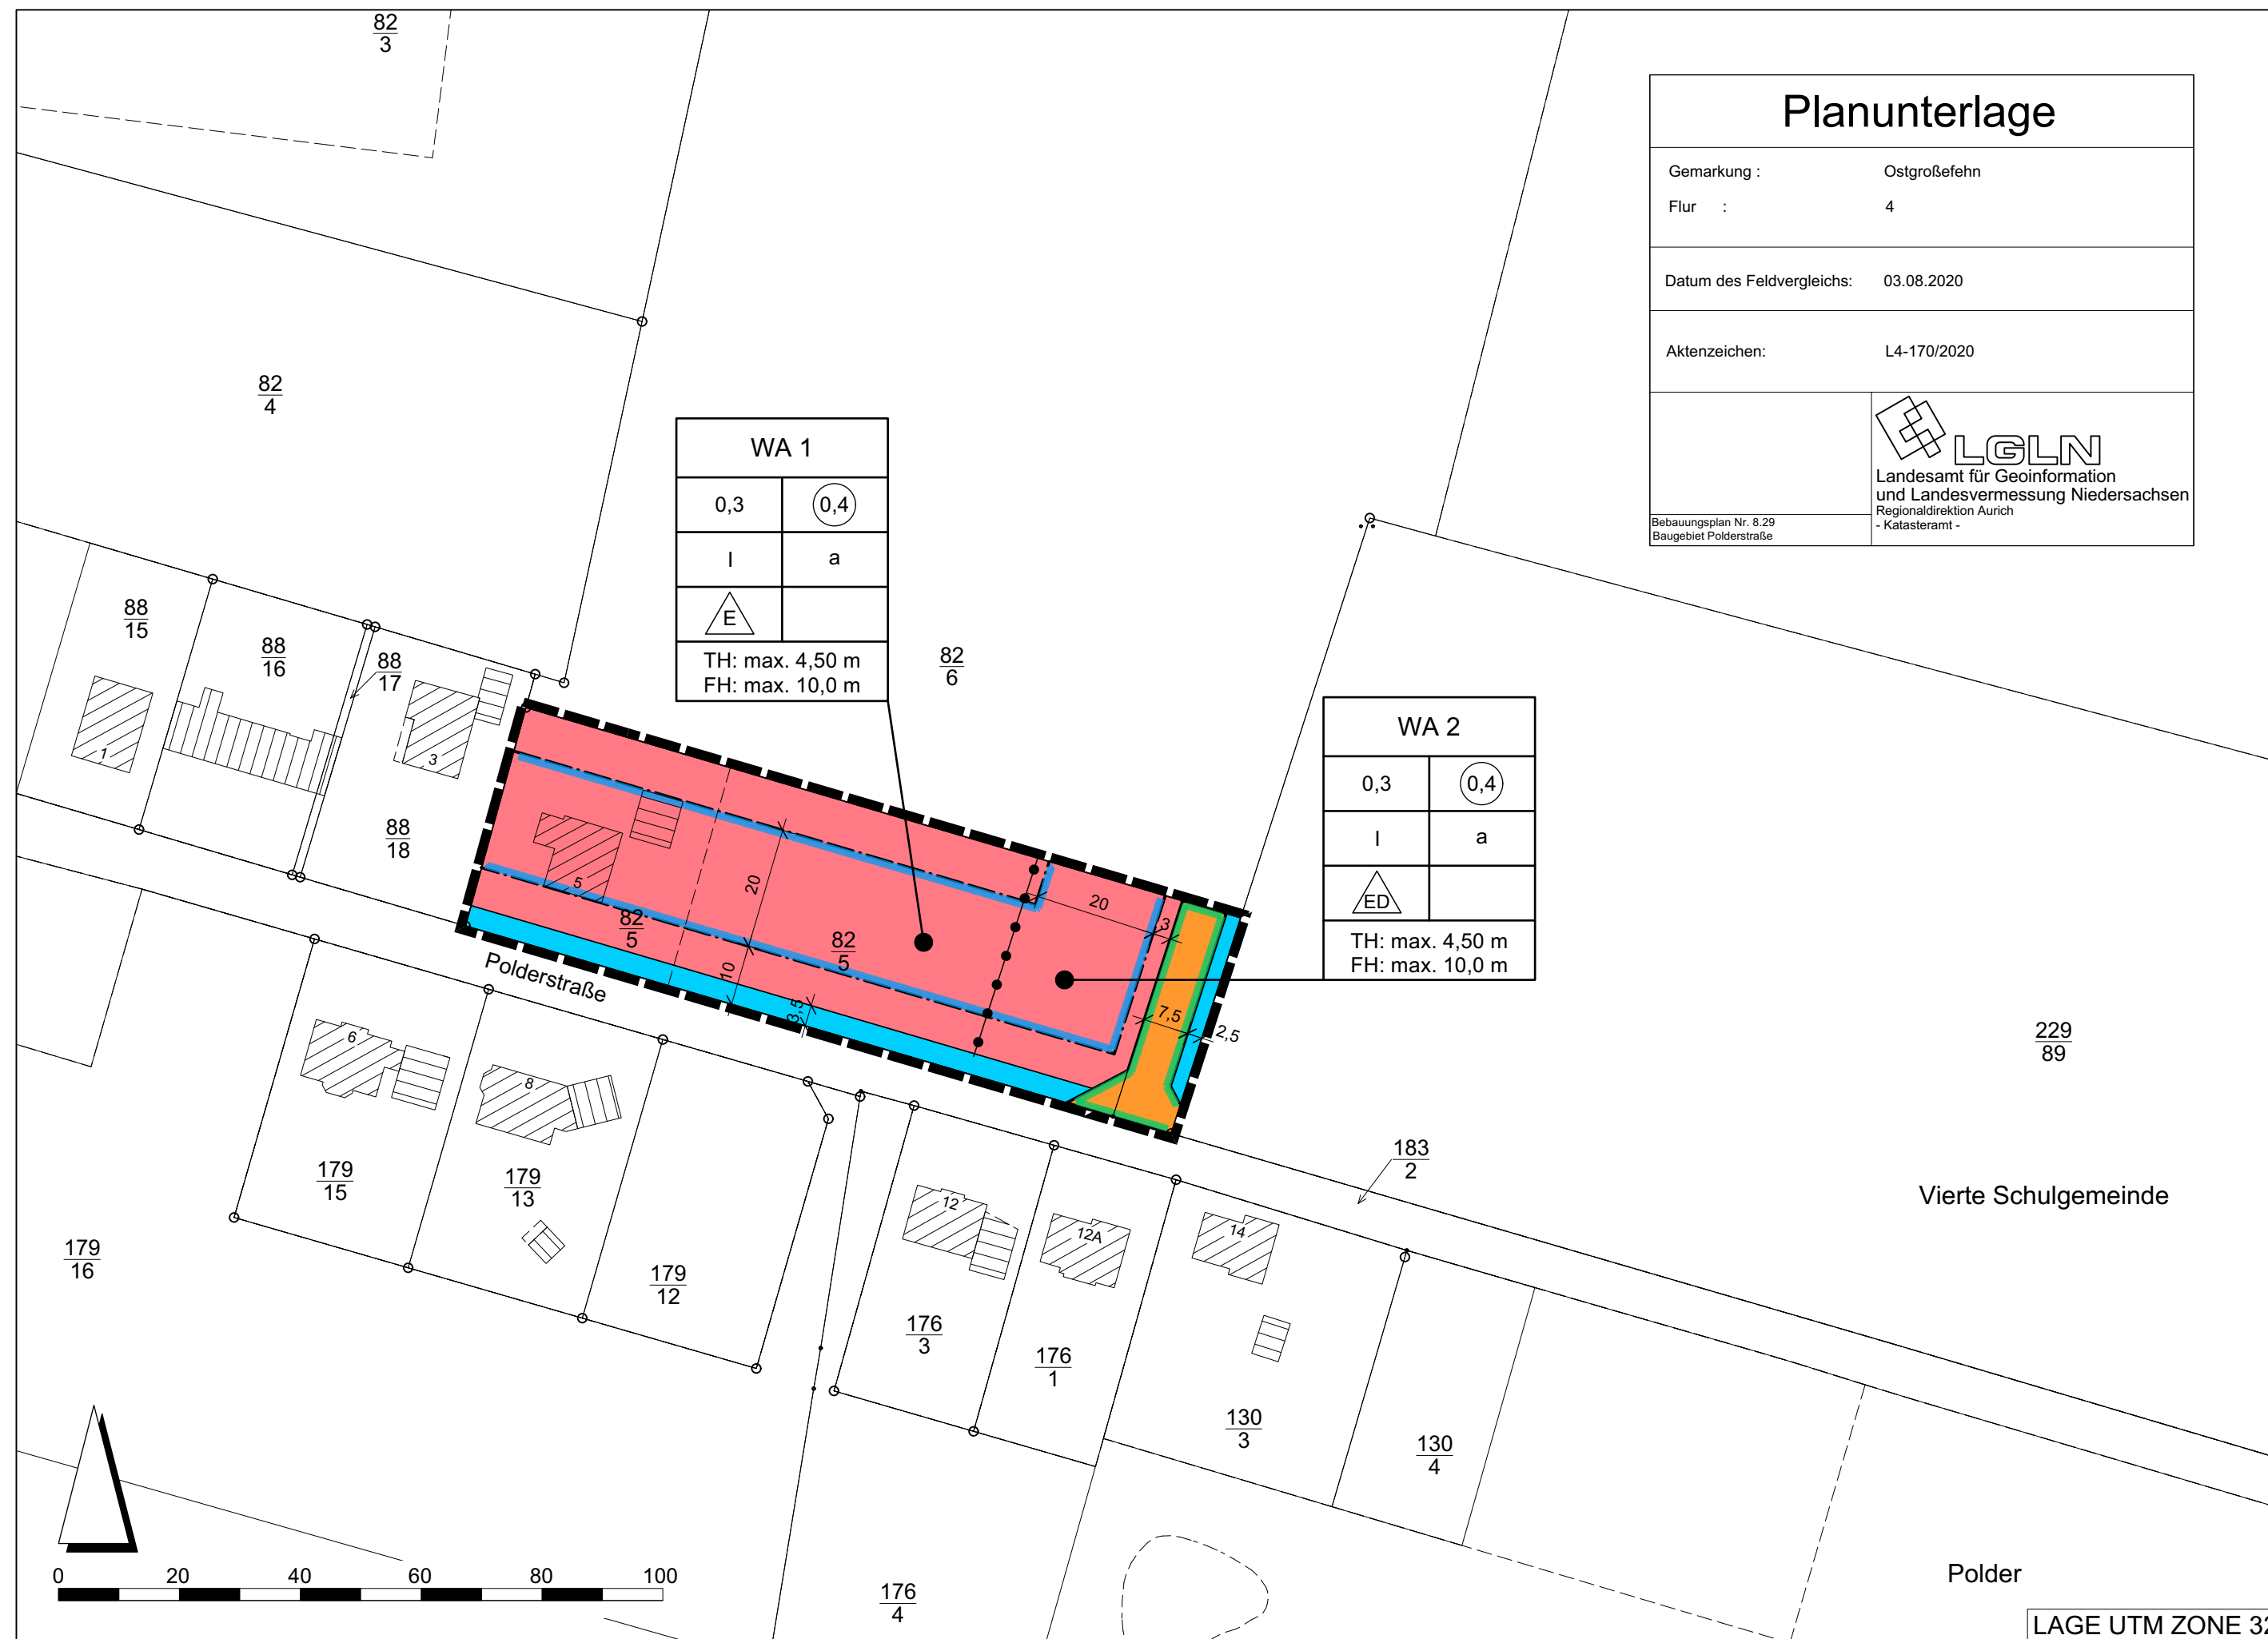 82
3
Planunterlage
Gemarkung : Ostgroßefehn
Flur : 4
Datum des Feldvergleichs: 03.08.2020
Aktenzeichen: L4-170/2020
LGLN
Landesamt für Geoinformation
und Landesvermessung Niedersachsen
Regionaldirektion Aurich
- Katasteramt -
Bebauungsplan Nr. 8.29
Baugebiet Polderstraße
82
4
WA 1
0,3 0,4
I a
E
TH: max. 4,50 m
FH: max. 10,0 m
82
6
88
15
88
16
88
17
1
3
88
18
WA 2
0,3 0,4
I a
ED
TH: max. 4,50 m
FH: max. 10,0 m
5
82
5
82
5
20
20
3
10
3,5
7,5
2,5
Polderstraße
6
8
179
15
179
13
179
12
179
16
12
12A
14
176
3
176
1
130
3
130
4
183
2
229
89
Vierte Schulgemeinde
Polder
176
4
0 20 40 60 80 100
LAGE UTM ZONE 32